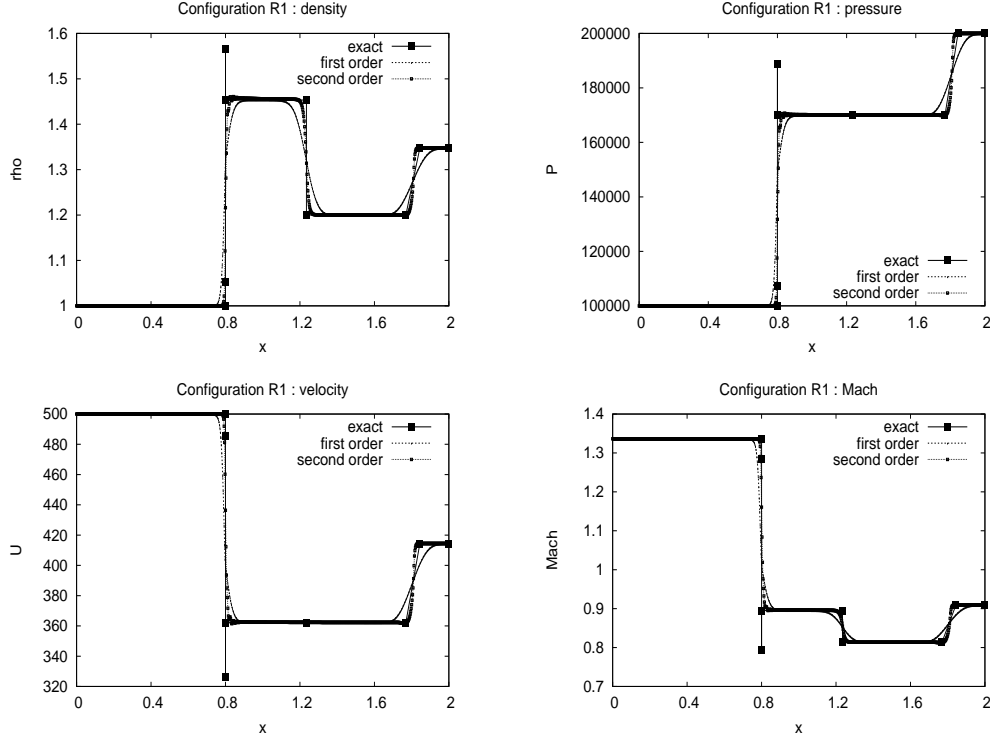 Configuration R1 : density
exact
first order
second order
1.6
1.5
1.4
1.3
1.2
1.1
1
rho
0
0.4
0.8
1.2
1.6
2
x
Configuration R1 : pressure
200000
180000
160000
140000
120000
100000
P
exact
first order
second order
0
0.4
0.8
1.2
1.6
2
x
Configuration R1 : velocity
exact
first order
second order
500
480
460
440
420
400
380
360
340
320
U
0
0.4
0.8
1.2
1.6
2
x
Configuration R1 : Mach
exact
first order
second order
1.4
1.3
1.2
1.1
1
0.9
0.8
0.7
Mach
0
0.4
0.8
1.2
1.6
2
x